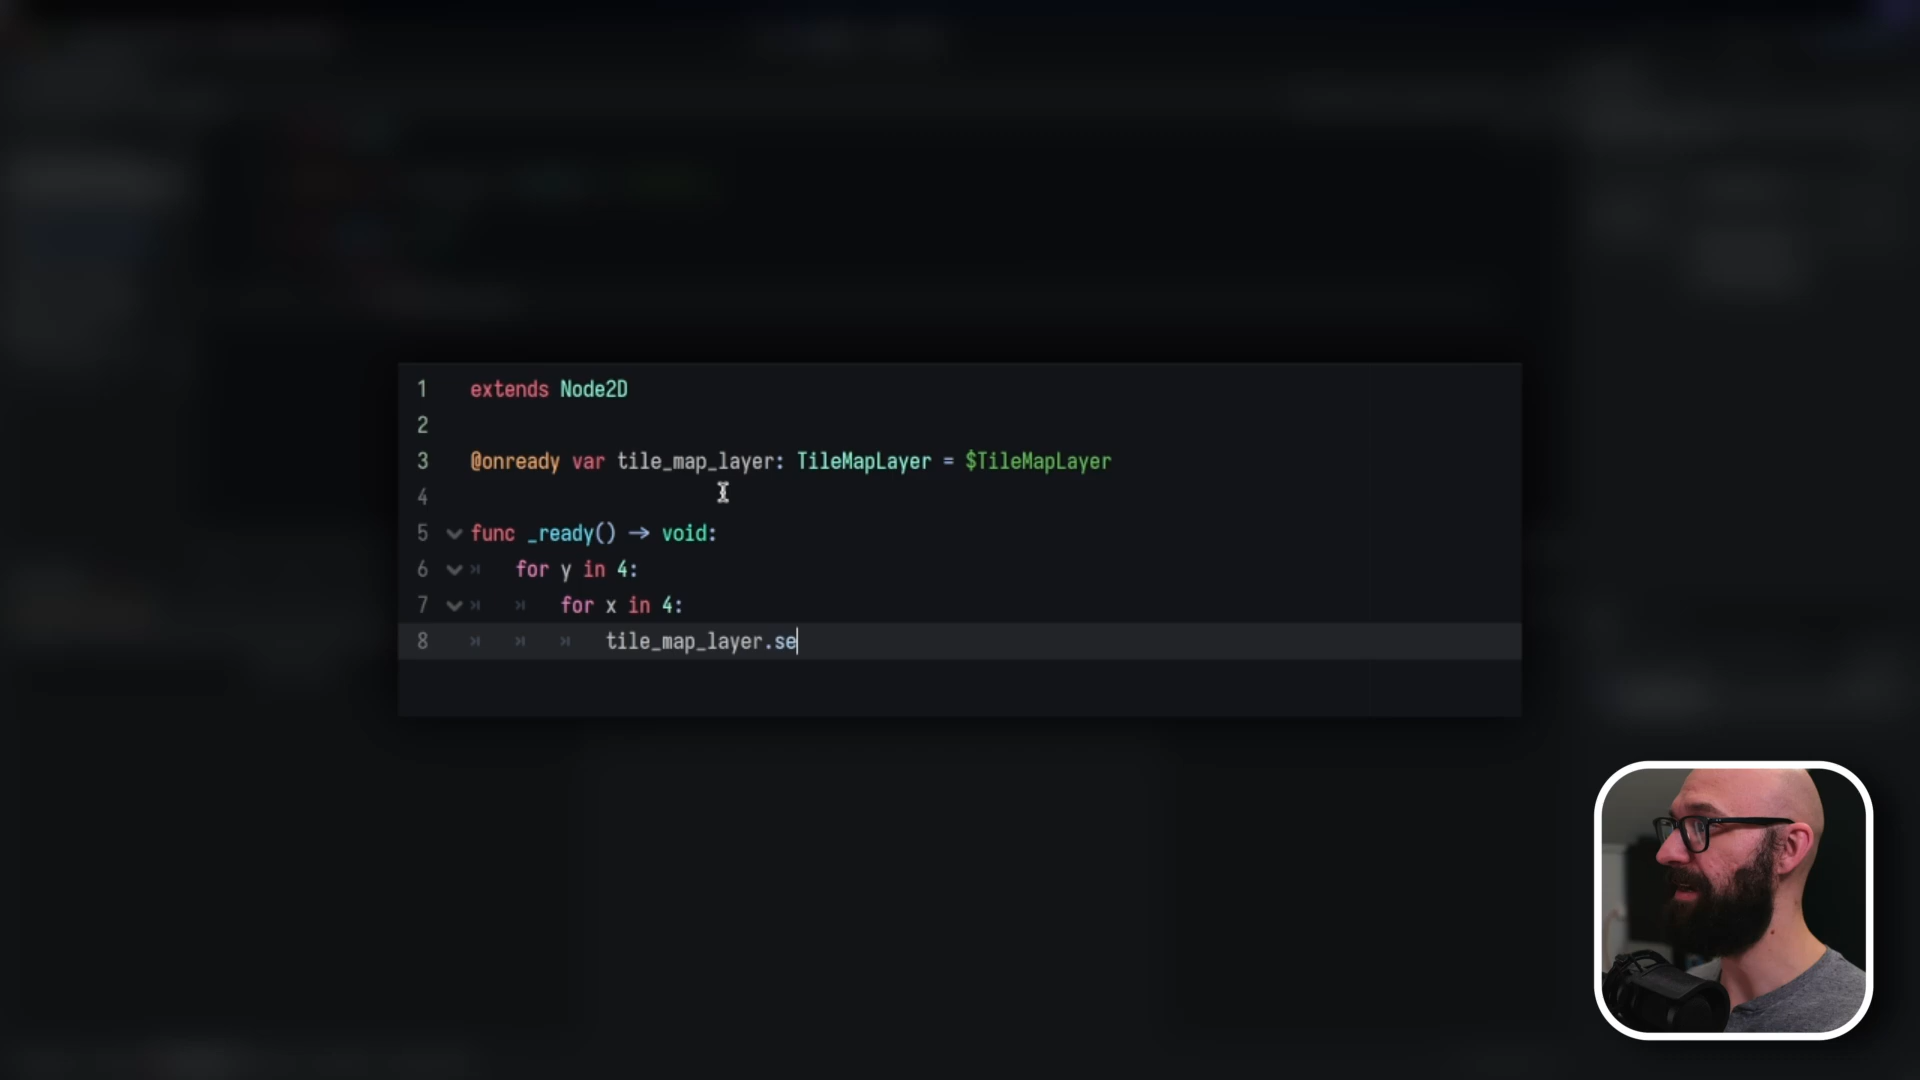 1 extends Node2D
2
3 @onready var tile_map_layer: TileMapLayer = $TileMapLayer
4
5 func _ready() -> void:
6 for y in 4:
7 for x in 4:
8 tile_map_layer.se